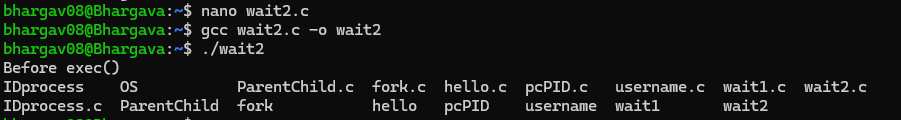 bhargav08@Bhargava:~$ nano wait2.c
bhargav08@Bhargava:~$ gcc wait2.c -o wait2
bhargav08@Bhargava:~$ ./wait2
Before exec()
IDprocess    OS           ParentChild.c  fork.c  hello.c  pcPID.c   username.c  wait1.c  wait2.c
IDprocess.c  ParentChild  fork           hello   pcPID    username  wait1       wait2